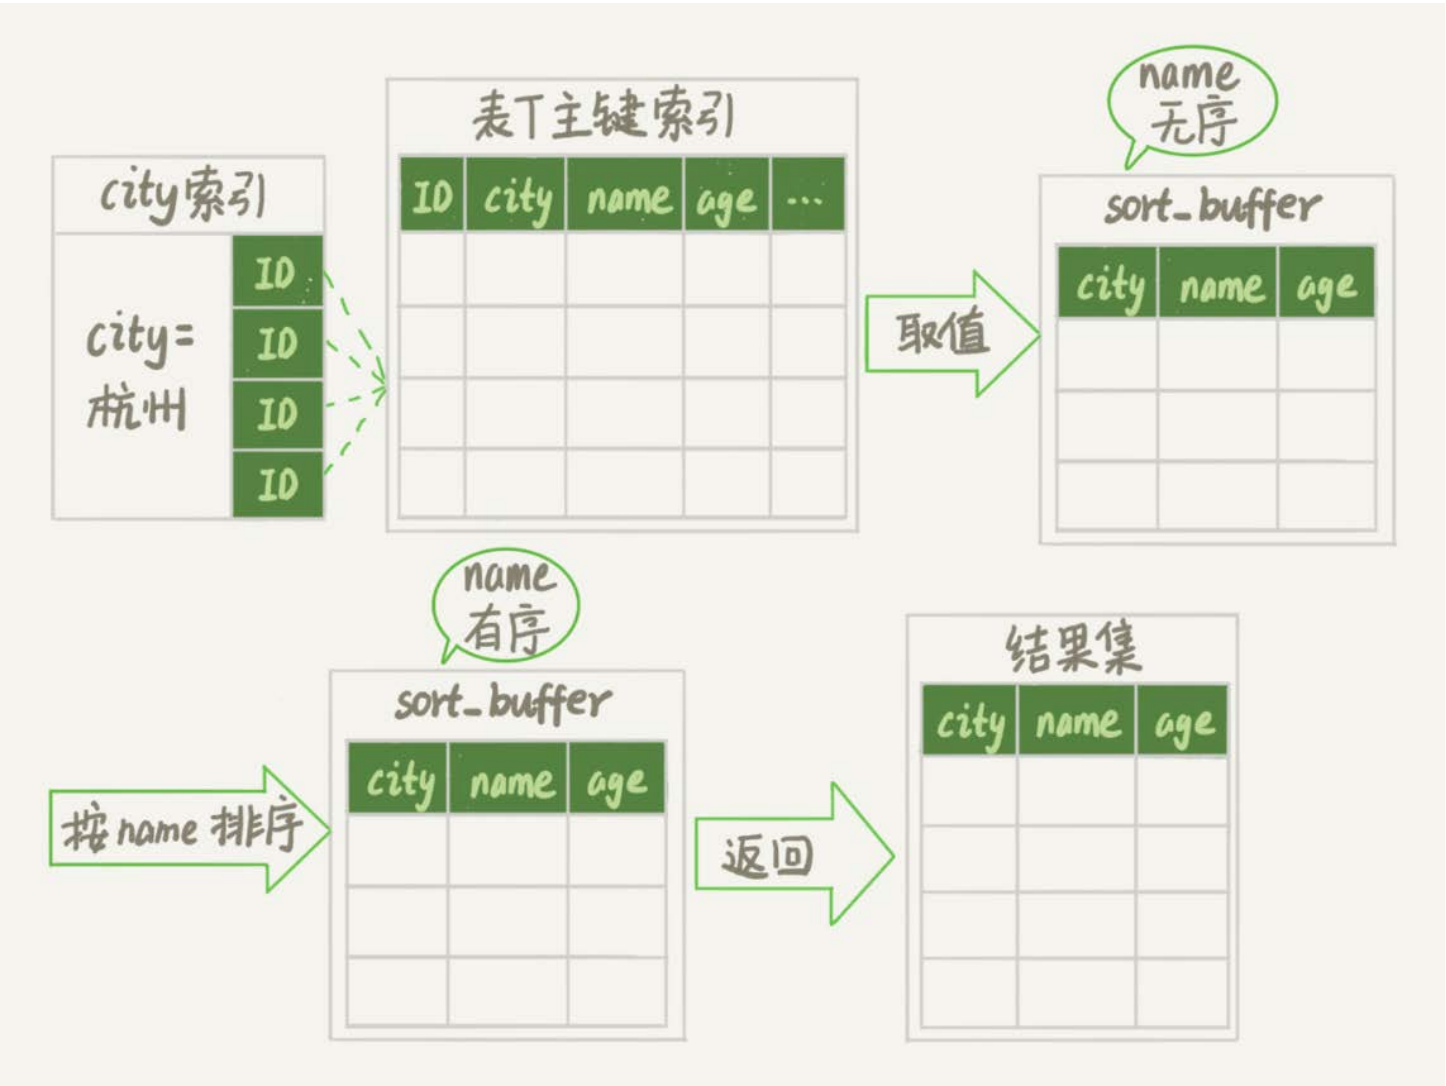 city索引
city=
杭州
ID
ID
ID
ID
表T主键索引
ID city name age ...
取值
name
无序
sort_buffer
city name age
按name排序
name
有序
sort_buffer
city name age
返回
结果集
city name age